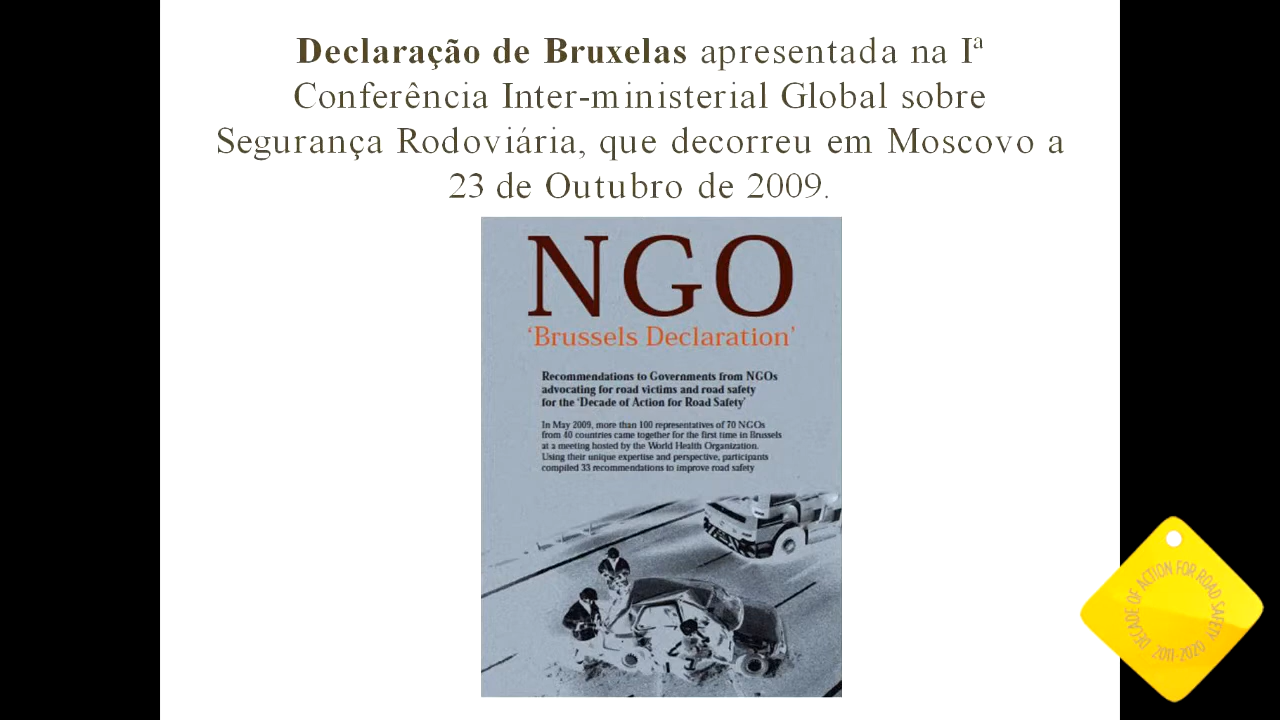 Declaração de Bruxelas apresentada na Iª
Conferência Inter-ministerial Global sobre
Segurança Rodoviária, que decorreu em Moscovo a
23 de Outubro de 2009.
NGO
‘Brussels Declaration’
Recommendations to Governments from NGOs
advocating for road victims and road safety
for the ‘Decade of Action for Road Safety’
In May 2009, more than 100 representatives of 70 NGOs
from 40 countries came together for the first time in Brussels
at a meeting hosted by the World Health Organization.
Using their unique expertise and perspective, participants
compiled 33 recommendations to improve road safety
DECADE OF ACTION FOR ROAD SAFETY
2011-2020